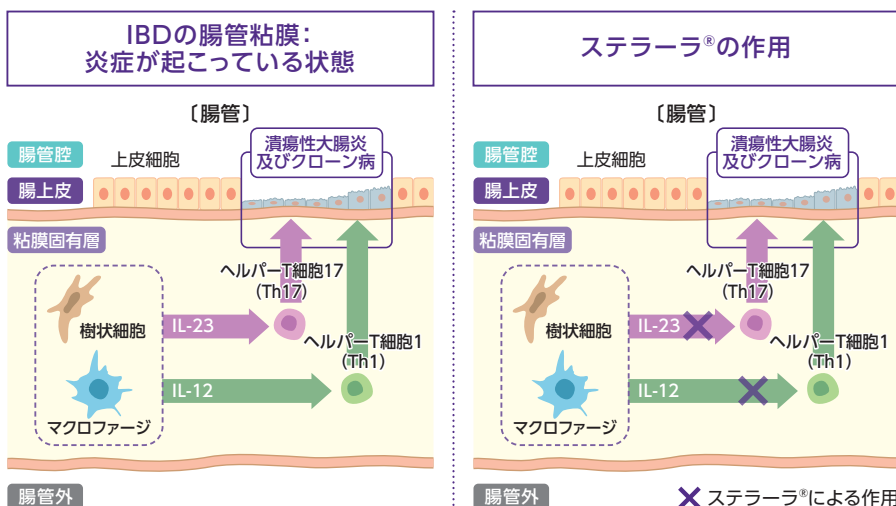 IBDの腸管粘膜：
炎症が起こっている状態
〔腸管〕
腸管腔
上皮細胞
潰瘍性大腸炎
及びクローン病
腸上皮
粘膜固有層
ヘルパーT細胞17
(Th17)
樹状細胞
IL-23
ヘルパーT細胞1
(Th1)
IL-12
マクロファージ
腸管外
ステラーラ®の作用
〔腸管〕
腸管腔
上皮細胞
潰瘍性大腸炎
及びクローン病
腸上皮
粘膜固有層
ヘルパーT細胞17
(Th17)
樹状細胞
IL-23
ヘルパーT細胞1
(Th1)
IL-12
マクロファージ
腸管外
ステラーラ®による作用